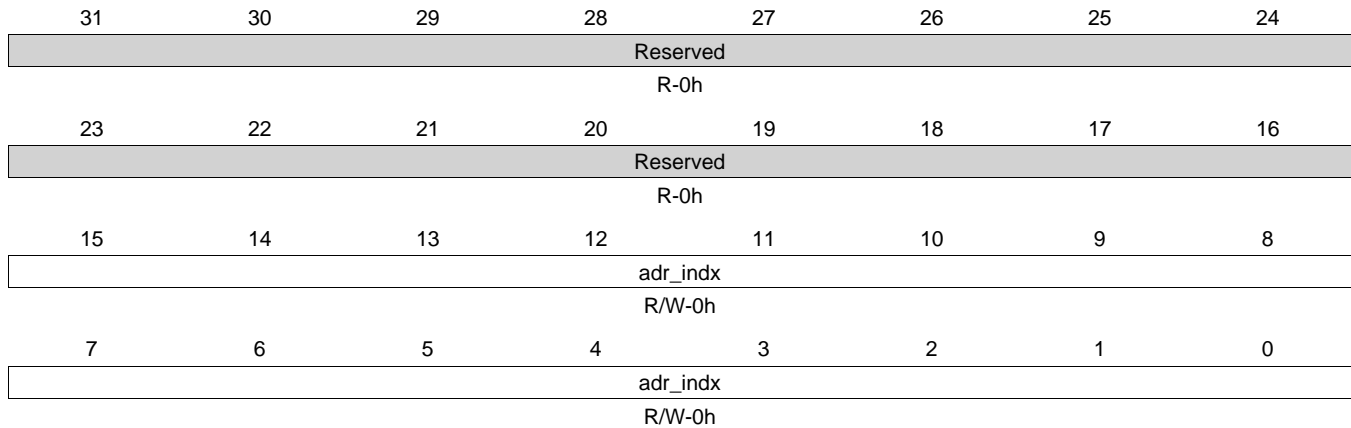 31 30 29 28 27 26 25 24
Reserved
R-0h
23 22 21 20 19 18 17 16
Reserved
R-0h
15 14 13 12 11 10 9 8
adr_indx
R/W-0h
7 6 5 4 3 2 1 0
adr_indx
R/W-0h